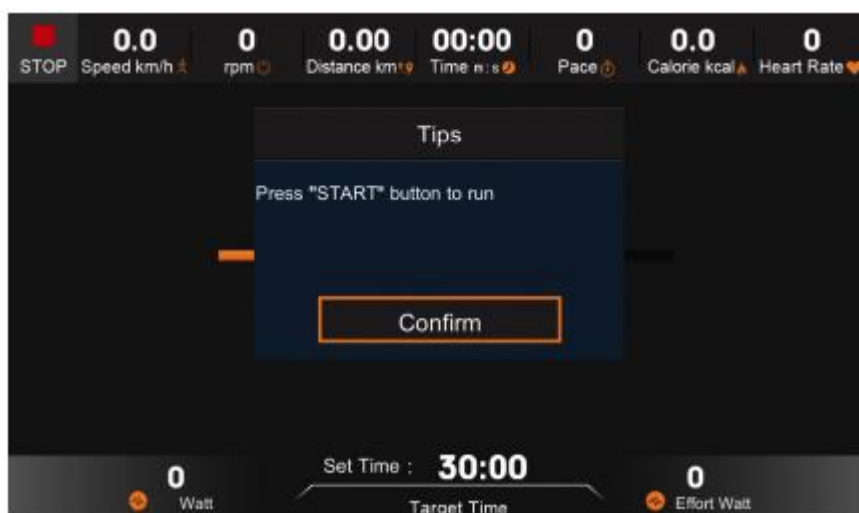 STOP
0.0
Speed km/h
0
rpm
0.00
Distance km
00:00
Time m:s
0
Pace
0.0
Calorie kcal
0
Heart Rate
Tips
Press "START" button to run
Confirm
0
Watt
Set Time : 30:00
Target Time
0
Effort Watt